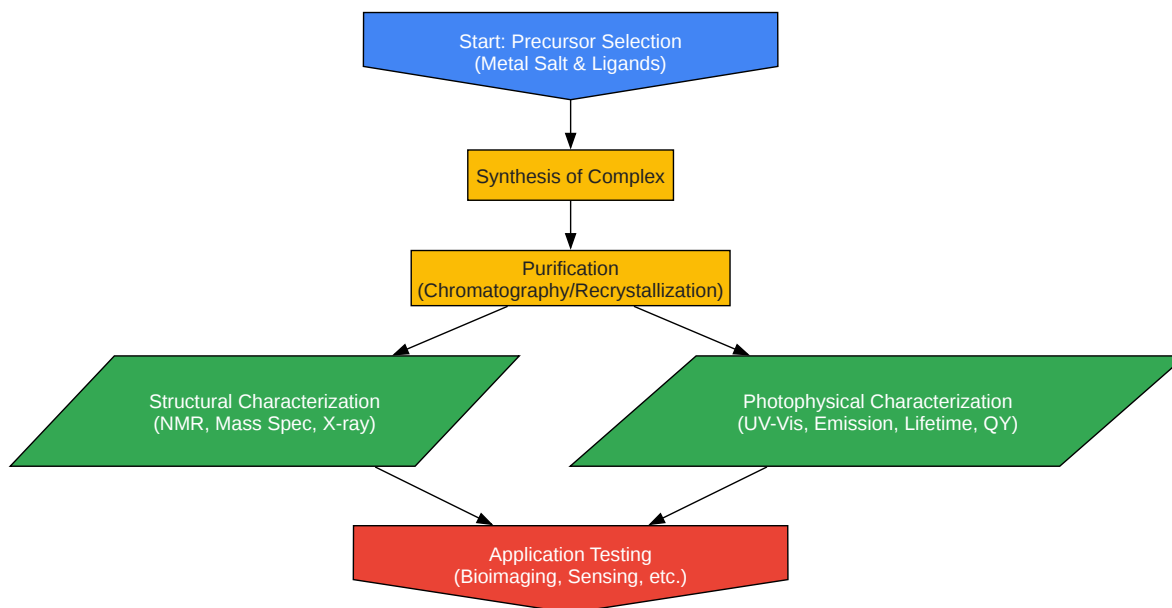 Start: Precursor Selection
(Metal Salt & Ligands)
Synthesis of Complex
Purification
(Chromatography/Recrystallization)
Structural Characterization
(NMR, Mass Spec, X-ray)
Photophysical Characterization
(UV-Vis, Emission, Lifetime, QY)
Application Testing
(Bioimaging, Sensing, etc.)